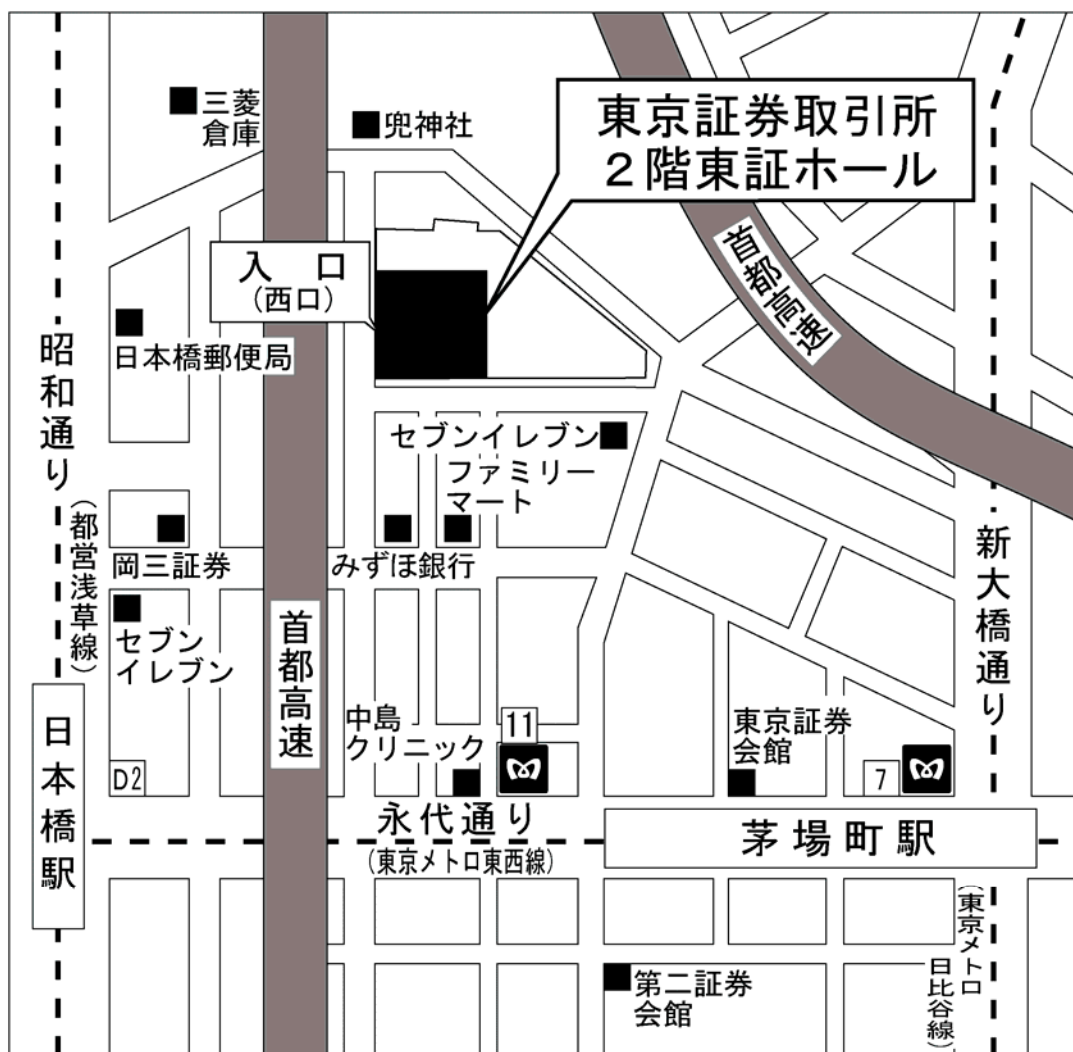 三菱
倉庫
兜神社
東京証券取引所
2階東証ホール
入口
(西口)
首都高速
日本橋郵便局
昭和通り
(都営浅草線)
セブンイレブン
ファミリー
マート
岡三証券
みずほ銀行
新大橋通り
セブン
イレブン
首都高速
日本橋駅
D2
中島
クリニック
11
東京証券
会館
7
永代通り
(東京メトロ東西線)
茅場町駅
(東京メトロ
日比谷線)
第二証券
会館